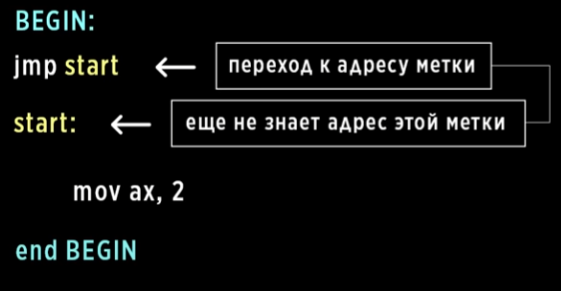 BEGIN:
jmp start ← переход к адресу метки
start: ← еще не знает адрес этой метки
mov ax, 2
end BEGIN